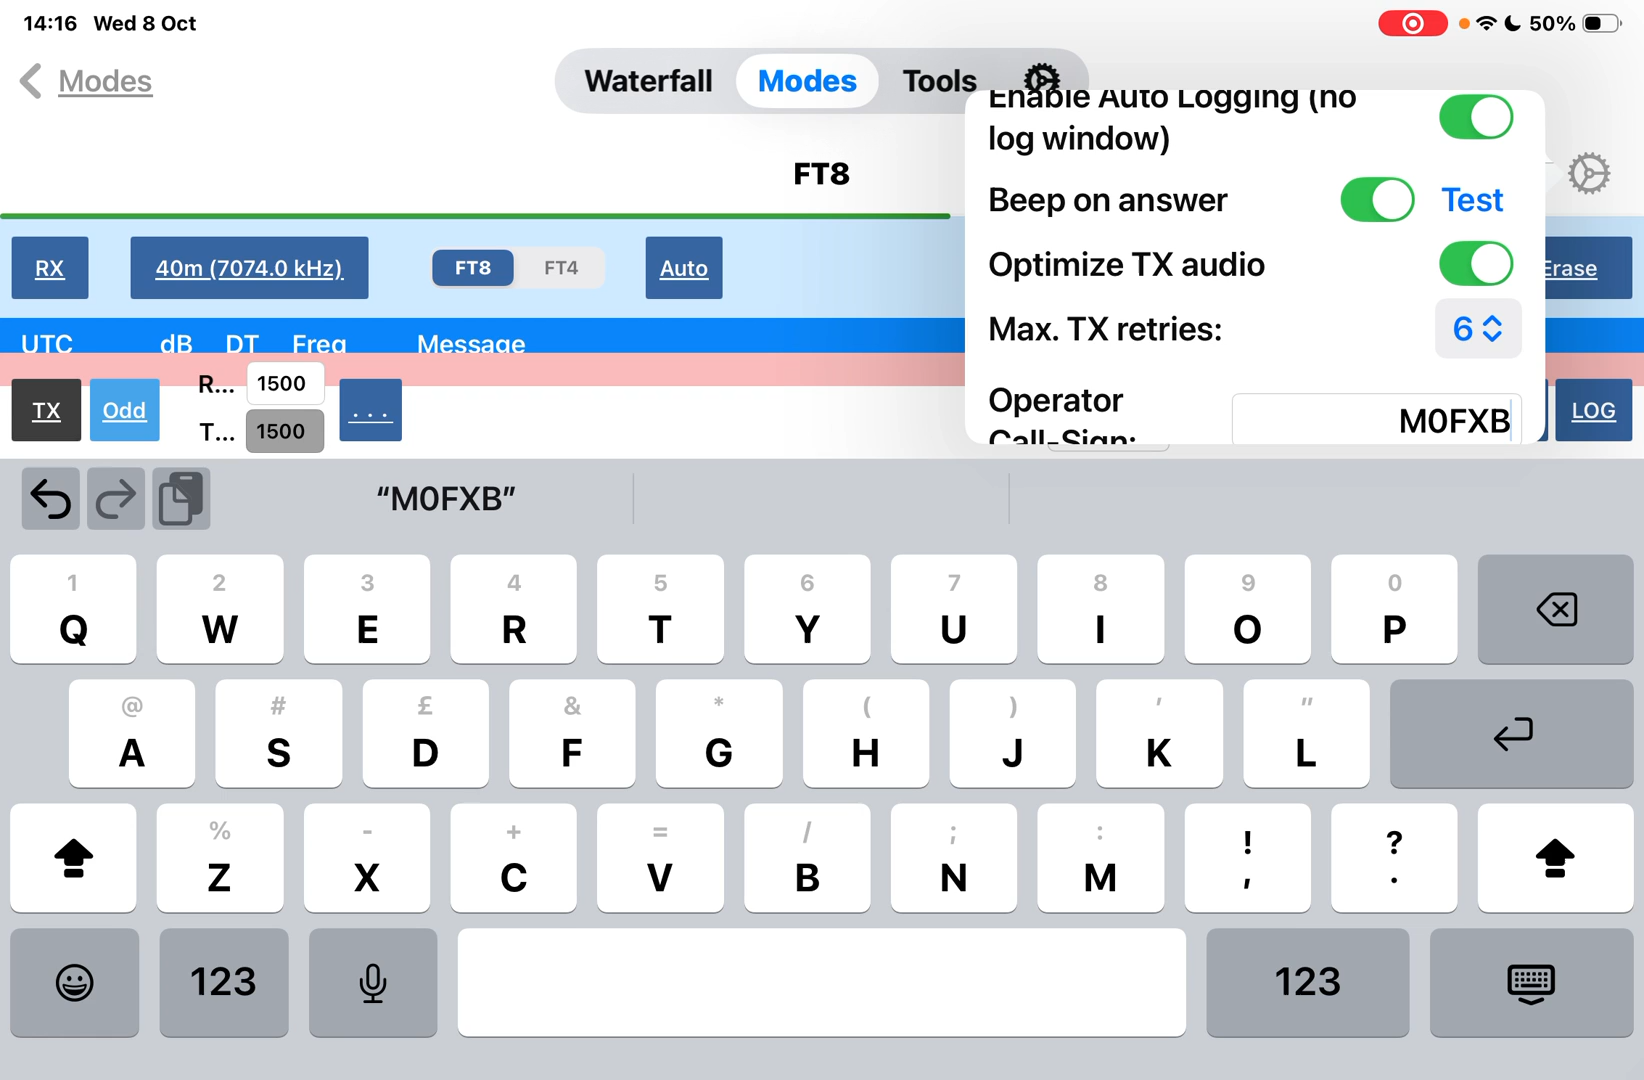 14:16 Wed 8 Oct
50%
Modes
Waterfall Modes Tools
Enable Auto Logging (no
log window)
FT8
Beep on answer Test
Optimize TX audio
RX 40m (7074.0 kHz) FT8 FT4 Auto Erase
Max. TX retries: 6
UTC dB DT Freq Message
R... 1500
TX Odd ... LOG
T... 1500
Operator
Call-Sign:
M0FXB
“M0FXB”
1 2 3 4 5 6 7 8 9 0
Q W E R T Y U I O P
@ # £ & * ( ) ' "
A S D F G H J K L
% - + = / ; : ! ?
Z X C V B N M , .
123 123